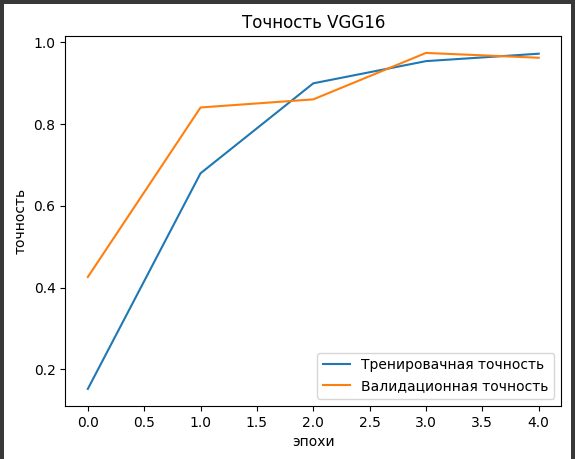 Точность VGG16
1.0
0.8
0.6
0.4
0.2
точность
Тренировачная точность
Валидационная точность
0.0 0.5 1.0 1.5 2.0 2.5 3.0 3.5 4.0
эпохи